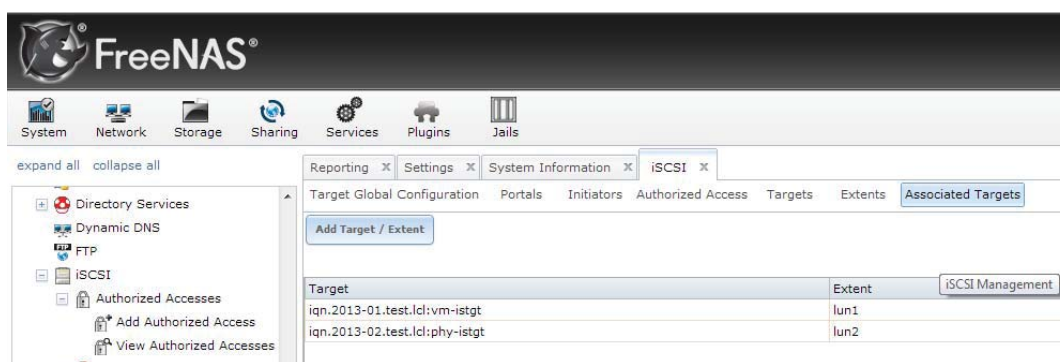 FreeNAS®
System Network Storage Sharing Services Plugins Jails
expand all collapse all
Directory Services
Dynamic DNS
FTP
FTP
iSCSI
Authorized Accesses
Add Authorized Access
View Authorized Accesses
Reporting X Settings X System Information X iSCSI X
Target Global Configuration Portals Initiators Authorized Access Targets Extents Associated Targets
Add Target / Extent
iSCSI Management
Target Extent
iqn.2013-01.test.lcl:vm-istgt lun1
iqn.2013-02.test.lcl:phy-istgt lun2